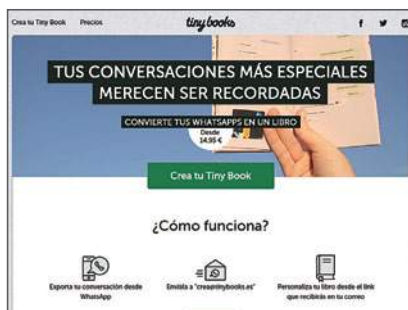 Crea tu Tiny Book Precios tiny books
TUS CONVERSACIONES MÁS ESPECIALES
MERECEN SER RECORDADAS
CONVIERTE TUS WHATSAPPS EN UN LIBRO
Desde
14,95 €
Crea tu Tiny Book
¿Cómo funciona?
Exporta tu conversación desde
WhatsApp
Envíala a "crea@tinybooks.es"
Personaliza tu libro desde el link
que recibirás en tu correo